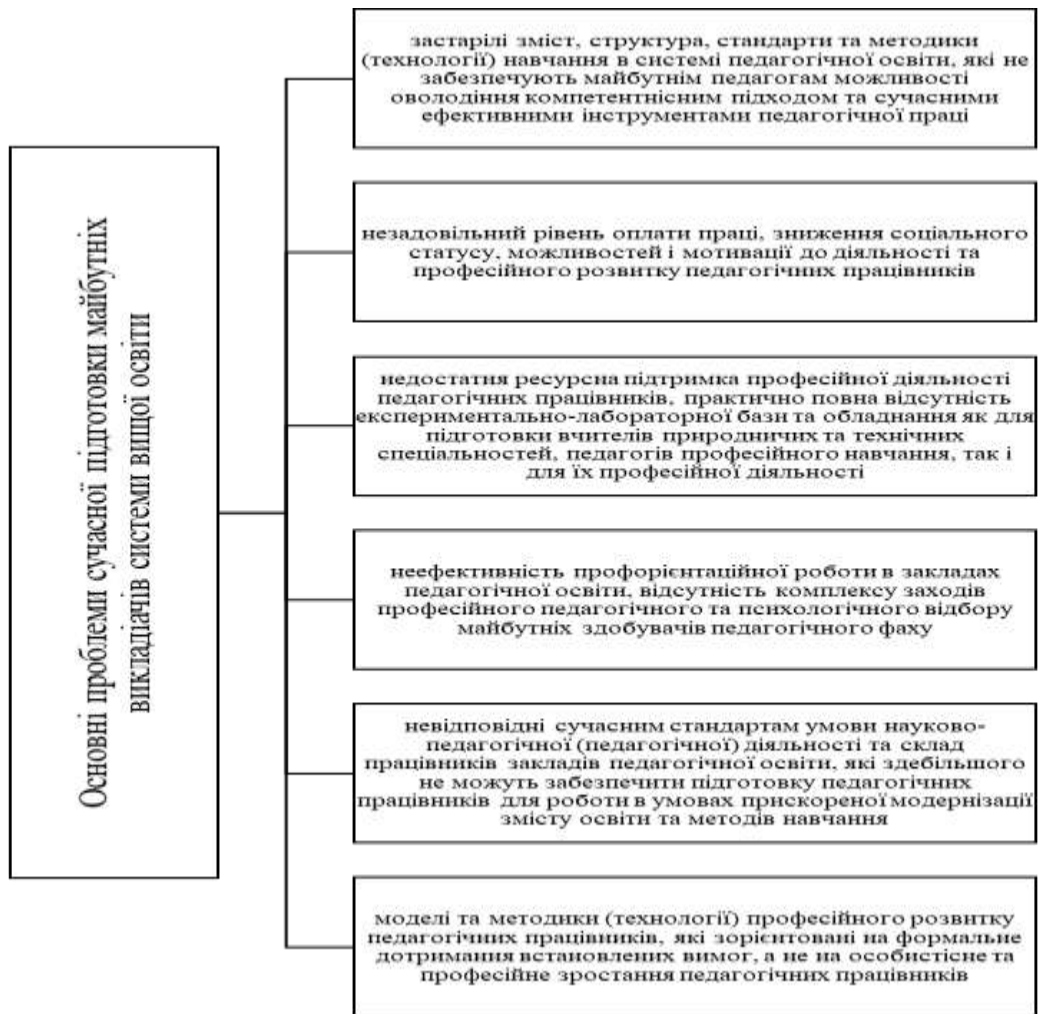 Основні проблеми сучасної підготовки майбутніх
викладачів системи вищої освіти
застарілі зміст, структура, стандарти та методики
(технології) навчання в системі педагогічної освіти, які не
забезпечують майбутнім педагогам можливості
оволодіння компетентнісним підходом та сучасними
ефективними інструментами педагогічної праці
незадовільний рівень оплати праці, зниження соціального
статусу, можливостей і мотивації до діяльності та
професійного розвитку педагогічних працівників
недостатня ресурсна підтримка професійної діяльності
педагогічних працівників, практично повна відсутність
експериментально-лабораторної бази та обладнання як для
підготовки вчителів природничих та технічних
спеціальностей, педагогів професійного навчання, так і
для їх професійної діяльності
неефективність профорієнтаційної роботи в закладах
педагогічної освіти, відсутність комплексу заходів
професійного педагогічного та психологічного відбору
майбутніх здобувачів педагогічного фаху
невідповідні сучасним стандартам умови науково-
педагогічної (педагогічної) діяльності та склад
працівників закладів педагогічної освіти, які здебільшого
не можуть забезпечити підготовку педагогічних
працівників для роботи в умовах прискореної модернізації
змісту освіти та методів навчання
моделі та методики (технології) професійного розвитку
педагогічних працівників, які зорієнтовані на формальне
дотримання встановлених вимог, а не на особистісне та
професійне зростання педагогічних працівників